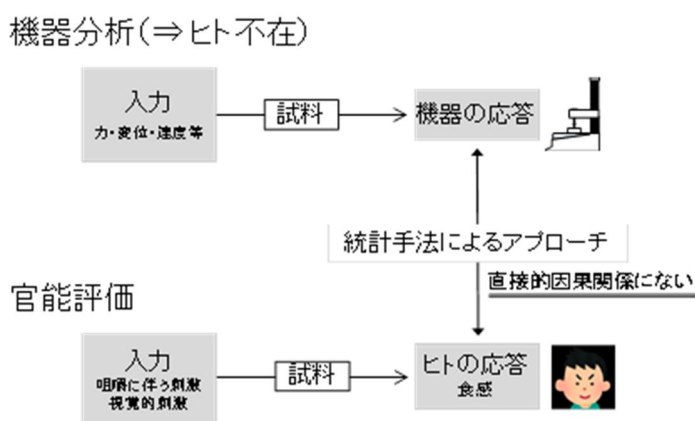 機器分析(⇒ヒト不在)
入力
力・変位・速度等
試料
機器の応答
統計手法によるアプローチ
直接的因果関係にない
官能評価
入力
咀嚼に伴う刺激
視覚的刺激
試料
ヒトの応答
食感